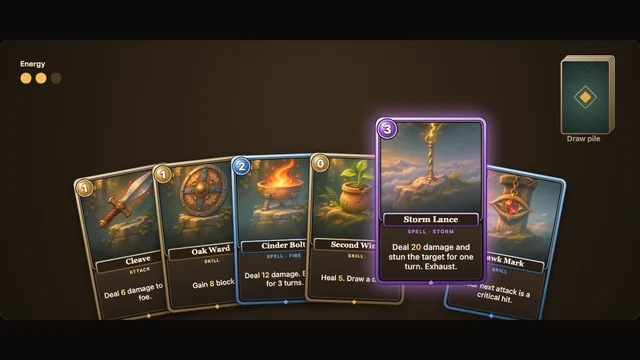 Energy
Draw pile
1
Cleave
ATTACK
Deal 6 damage to
foe.
1
Oak Ward
SKILL
Gain 8 block
2
Cinder Bolt
SPELL · FIRE
Deal 12 damage.
for 3 turns.
0
Second
SKILL
Heal 5. Draw a
3
Storm Lance
SPELL · STORM
Deal 20 damage and
stun the target for one
turn. Exhaust.
Mark
SKILL
next attack is a
critical hit.